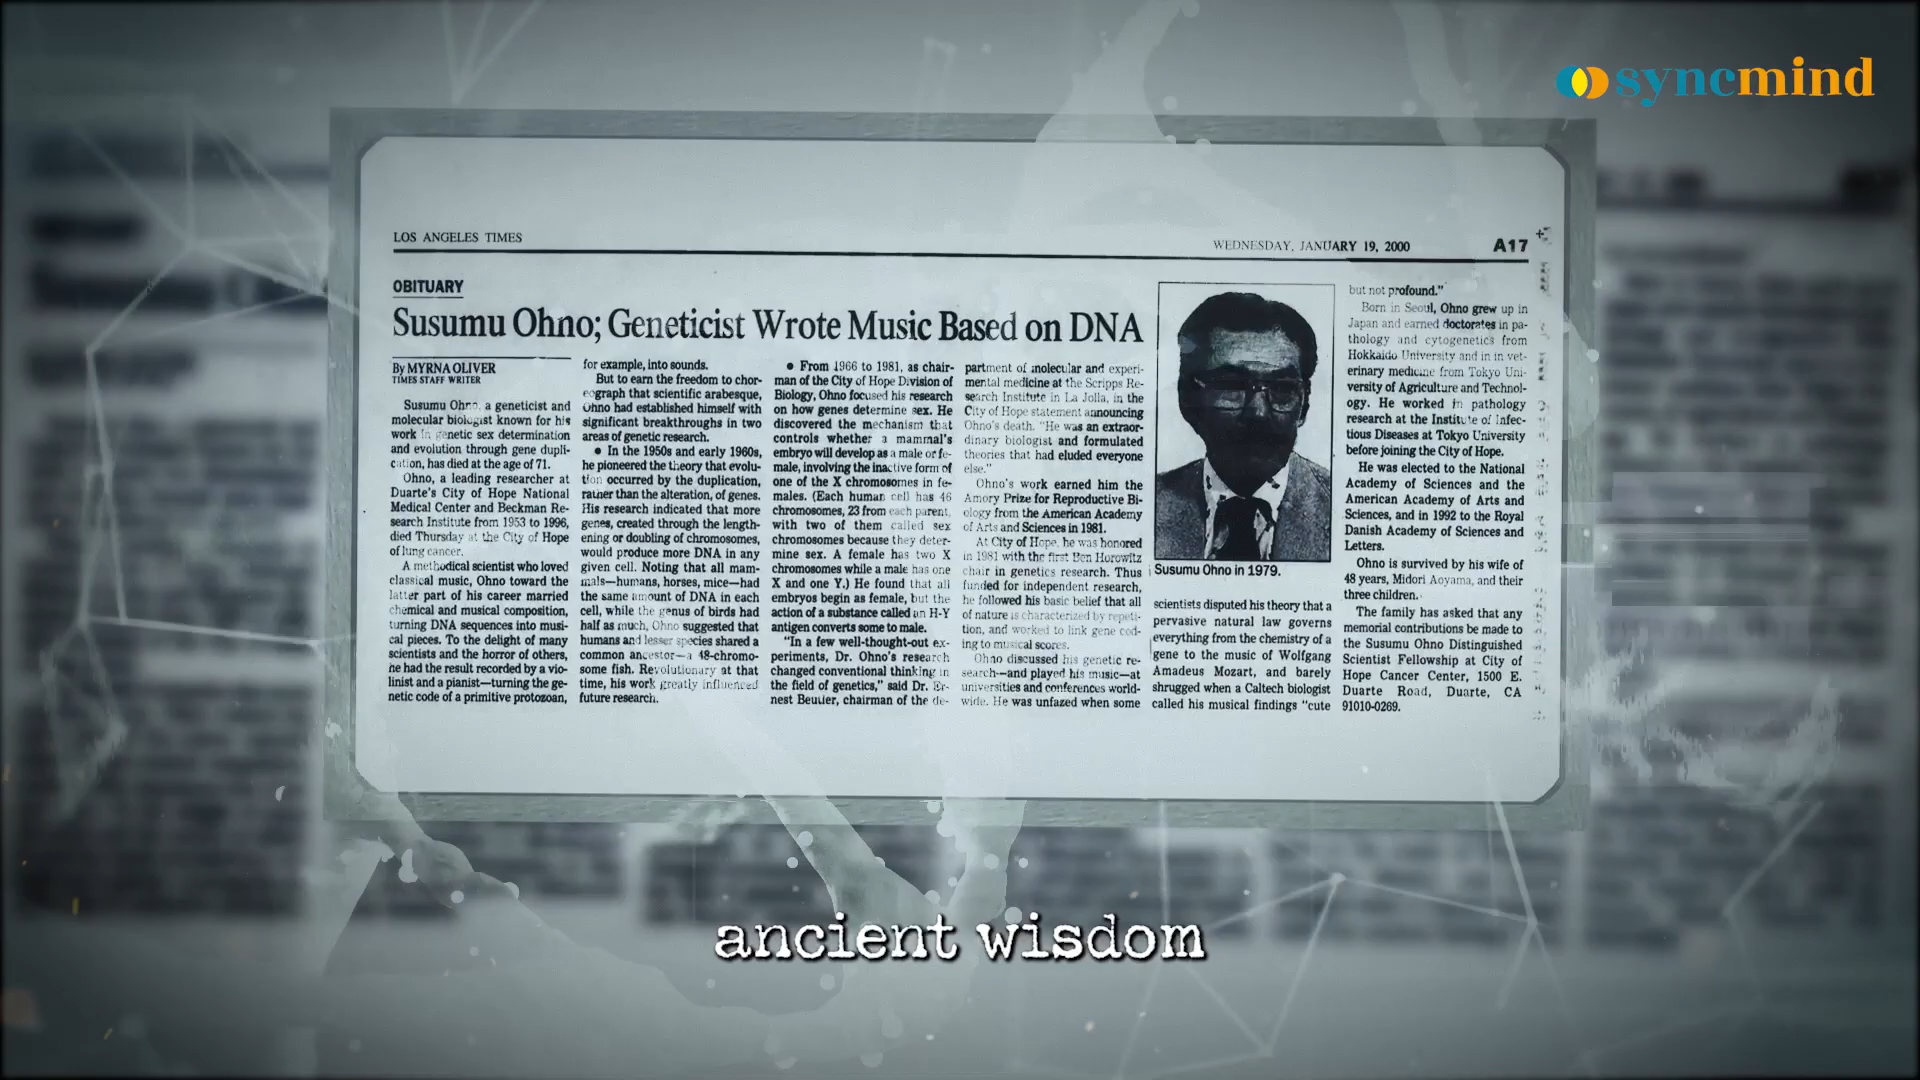 syncmind
LOS ANGELES TIMES
WEDNESDAY, JANUARY 19, 2000
A17
OBITUARY
Susumu Ohno; Geneticist Wrote Music Based on DNA
By MYRNA OLIVER
TIMES STAFF WRITER
Susumu Ohno, a geneticist and
molecular biologist known for his
work in genetic sex determination
and evolution through gene dupli-
cation, has died at the age of 71.
Ohno, a leading researcher at
Duarte's City of Hope National
Medical Center and Beckman Re-
search Institute from 1953 to 1996,
died Thursday at the City of Hope
of lung cancer.
A methodical scientist who loved
classical music, Ohno toward the
latter part of his career married
chemical and musical composition,
turning DNA sequences into musi-
cal pieces. To the delight of many
scientists and the horror of others,
he had the result recorded by a vio-
linist and a pianist—turning the ge-
netic code of a primitive protozoan,
for example, into sounds.
But to earn the freedom to chor-
eograph that scientific arabesque,
Ohno had established himself with
significant breakthroughs in two
areas of genetic research.
• In the 1950s and early 1960s,
he pioneered the theory that evolu-
tion occurred by the duplication,
rather than the alteration, of genes.
His research indicated that more
genes, created through the length-
ening or doubling of chromosomes,
would produce more DNA in any
given cell. Noting that all mam-
mals—humans, horses, mice—had
the same amount of DNA in each
cell, while the genus of birds had
half as much, Ohno suggested that
humans and lesser species shared a
common ancestor—a 48-chromo-
some fish. Revolutionary at that
time, his work greatly influenced
future research.
• From 1966 to 1981, as chair-
man of the City of Hope Division of
Biology, Ohno focused his research
on how genes determine sex. He
discovered the mechanism that
controls whether a mammal's
embryo will develop as a male or fe-
male, involving the inactive form of
one of the X chromosomes in fe-
males. (Each human cell has 46
chromosomes, 23 from each parent,
with two of them called sex
chromosomes because they deter-
mine sex. A female has two X
chromosomes while a male has one
X and one Y.) He found that all
embryos begin as female, but the
action of a substance called an H-Y
antigen converts some to male.
"In a few well-thought-out ex-
periments, Dr. Ohno's research
changed conventional thinking in
the field of genetics," said Dr. Er-
nest Beutler, chairman of the de-
partment of molecular and experi-
mental medicine at the Scripps Re-
search Institute in La Jolla, in the
City of Hope statement announcing
Ohno's death. "He was an extraor-
dinary biologist and formulated
theories that had eluded everyone
else."
Ohno's work earned him the
Amory Prize for Reproductive Bi-
ology from the American Academy
of Arts and Sciences in 1981.
At City of Hope, he was honored
in 1981 with the first Ben Horowitz
chair in genetics research. Thus
funded for independent research,
he followed his basic belief that all
of nature is characterized by repeti-
tion, and worked to link gene cod-
ing to musical scores.
Ohno discussed his genetic re-
search—and played his music—at
universities and conferences world-
wide. He was unfazed when some
Susumu Ohno in 1979.
scientists disputed his theory that a
pervasive natural law governs
everything from the chemistry of a
gene to the music of Wolfgang
Amadeus Mozart, and barely
shrugged when a Caltech biologist
called his musical findings "cute
but not profound."
Born in Seoul, Ohno grew up in
Japan and earned doctorates in pa-
thology and cytogenetics from
Hokkaido University and in in vet-
erinary medicine from Tokyo Uni-
versity of Agriculture and Technol-
ogy. He worked in pathology
research at the Institute of Infec-
tious Diseases at Tokyo University
before joining the City of Hope.
He was elected to the National
Academy of Sciences and the
American Academy of Arts and
Sciences, and in 1992 to the Royal
Danish Academy of Sciences and
Letters.
Ohno is survived by his wife of
48 years, Midori Aoyama, and their
three children.
The family has asked that any
memorial contributions be made to
the Susumu Ohno Distinguished
Scientist Fellowship at City of
Hope Cancer Center, 1500 E.
Duarte Road, Duarte, CA
91010-0269.
ancient wisdom